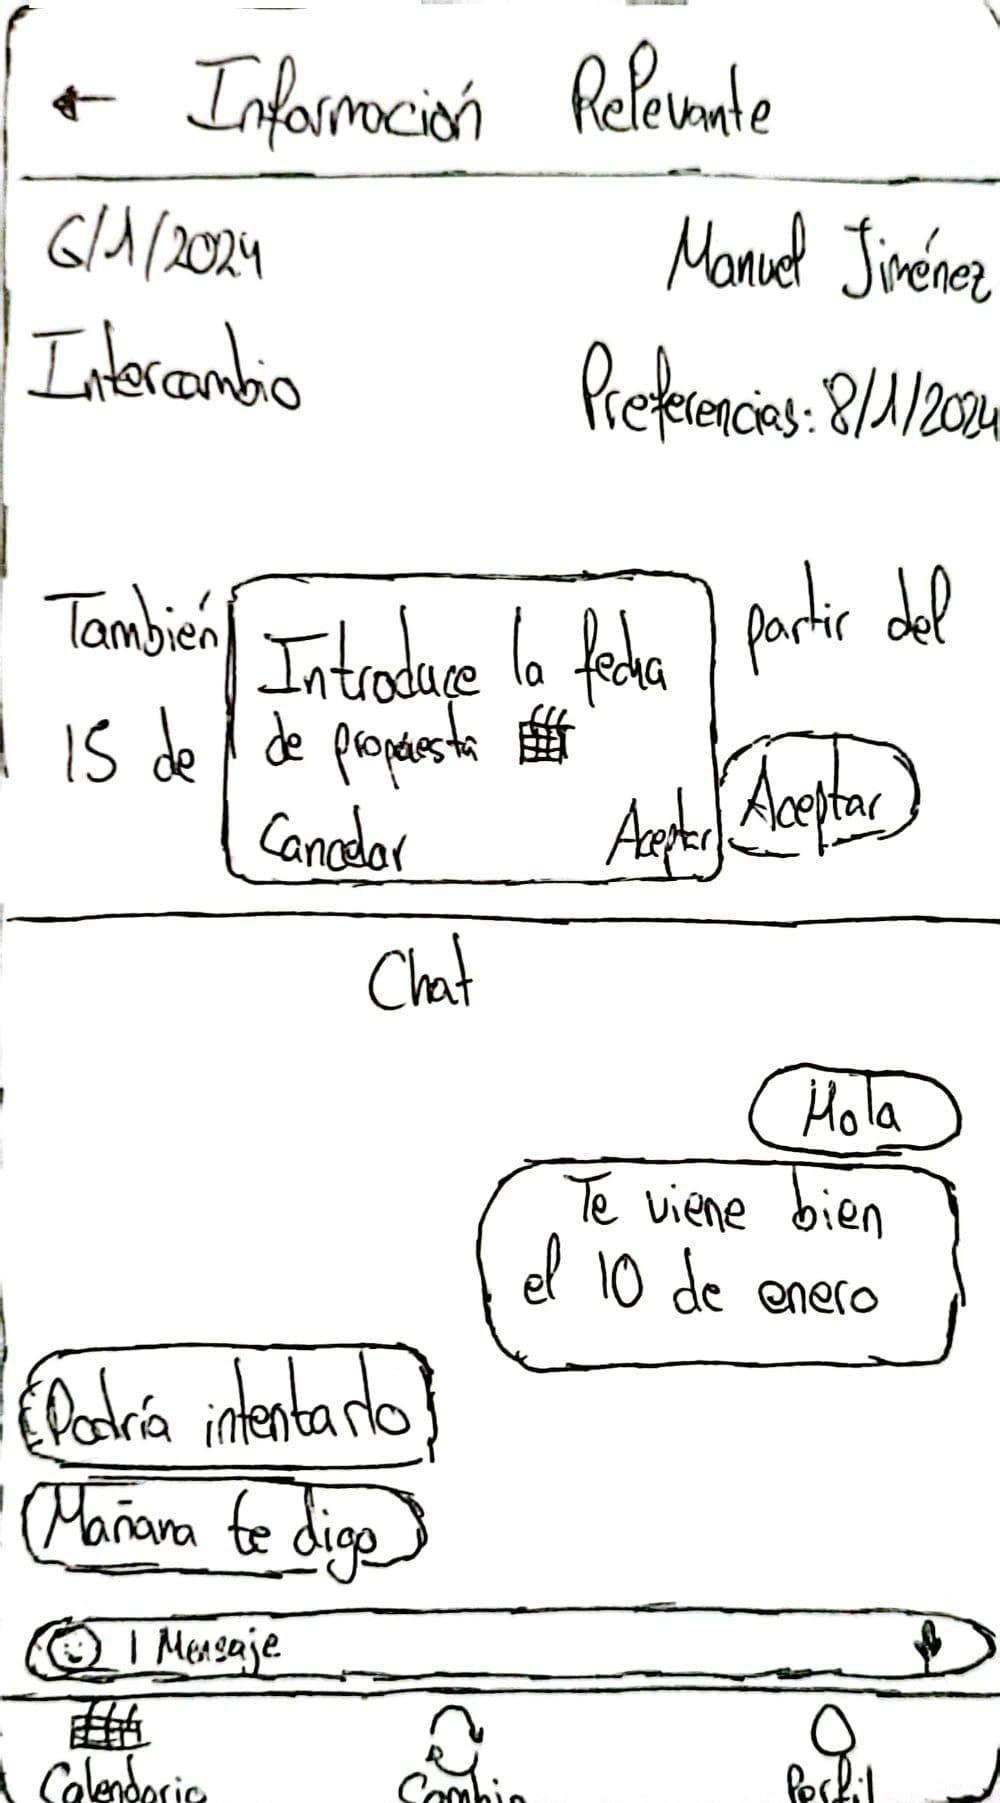 ← Información Relevante
6/1/2024 Manuel Jiménez
Intercambio Preferencias: 8/1/2024
También partir del
15 de
Introduce la fecha
de propuesta
Cancelar Aceptar
Aceptar
Chat
Hola
Te viene bien
el 10 de enero
Podría intentarlo
Mañana te digo
| Mensaje
Calendario Cambio Perfil